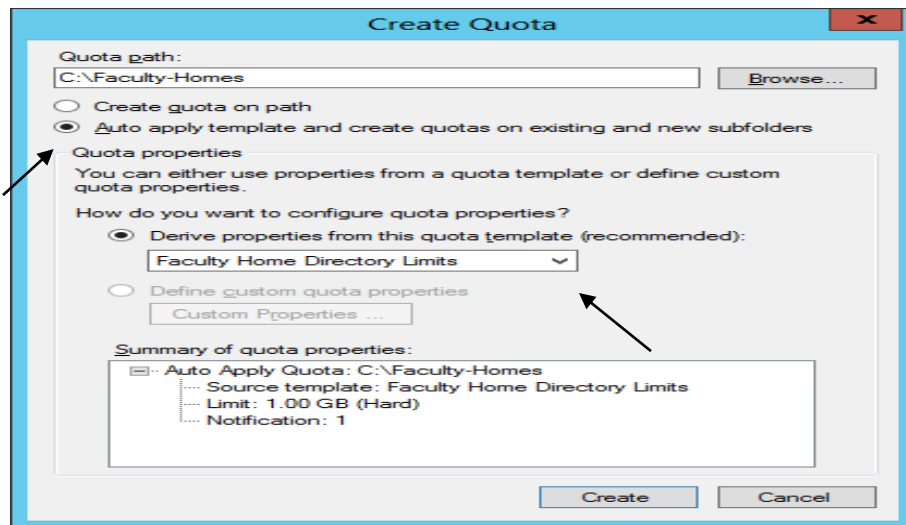 Create Quota
Quota path:
C:\Faculty-Homes
Browse...
Create quota on path
Auto apply template and create quotas on existing and new subfolders
Quota properties
You can either use properties from a quota template or define custom
quota properties.
How do you want to configure quota properties?
Derive properties from this quota template (recommended):
Faculty Home Directory Limits
Define custom quota properties
Custom Properties ...
Summary of quota properties:
Auto Apply Quota: C:\Faculty-Homes
Source template: Faculty Home Directory Limits
Limit: 1.00 GB (Hard)
Notification: 1
Create
Cancel